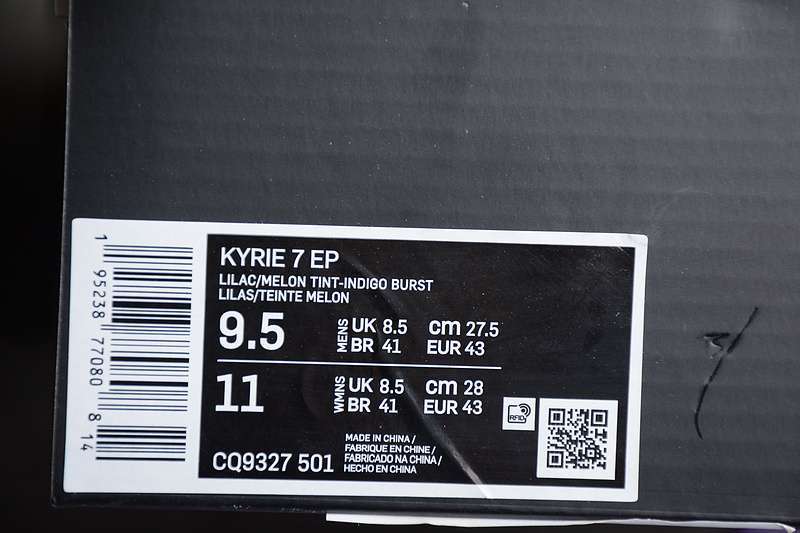 KYRIE 7 EP
LILAC/MELON TINT-INDIGO BURST
LILAS/TEINTE MELON
9.5 MENS UK 8.5 cm 27.5
BR 41 EUR 43
11 WMNS UK 8.5 cm 28
BR 41 EUR 43
RFID
CQ9327 501
MADE IN CHINA /
FABRIQUE EN CHINE /
FABRICADO NA CHINA /
HECHO EN CHINA
1 95238 77080 8 14